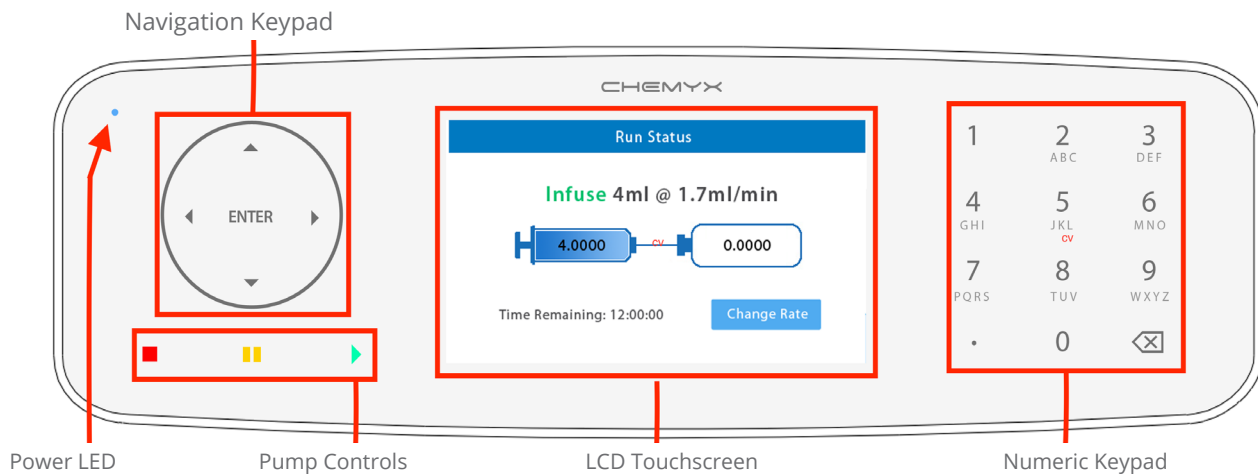 Navigation Keypad
CHEMYX
Run Status
Infuse 4ml @ 1.7ml/min
4.0000 CV 0.0000
Time Remaining: 12:00:00 Change Rate
ENTER
1 2 3
ABC DEF
4 5 6
GHI JKL MNO
CV
7 8 9
PQRS TUV WXYZ
. 0
Power LED Pump Controls LCD Touchscreen Numeric Keypad